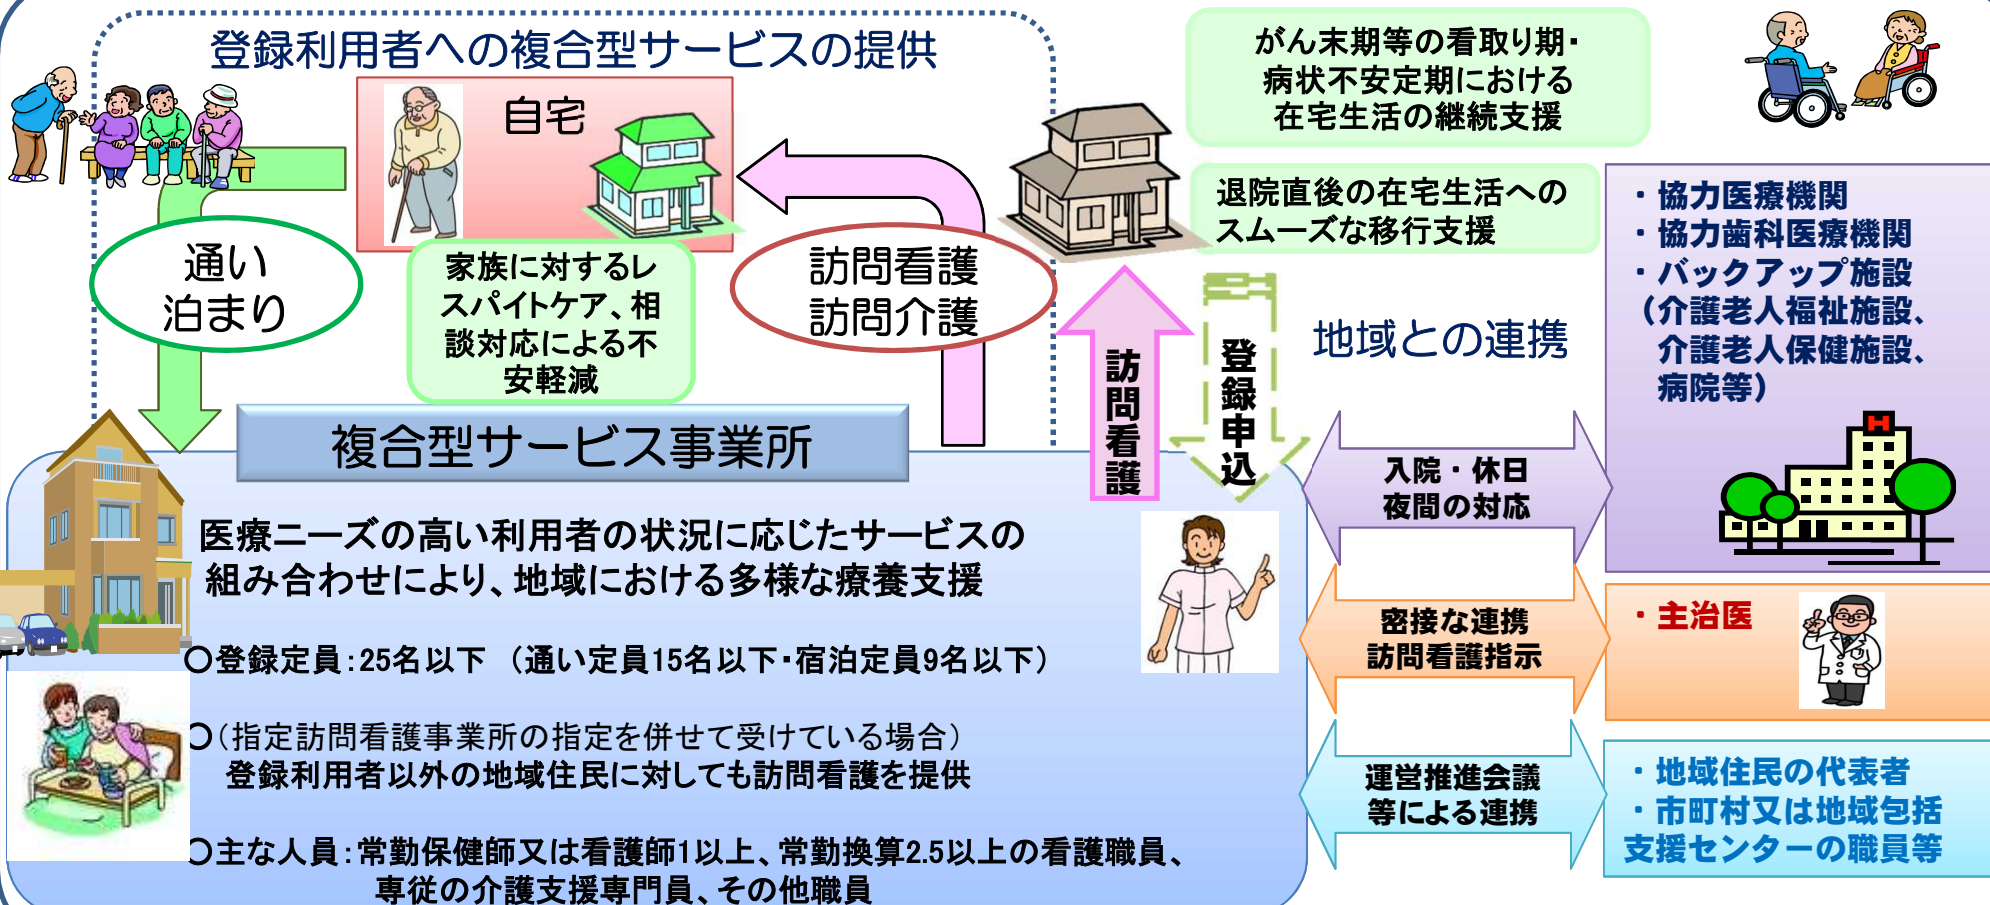 登録利用者への複合型サービスの提供
自宅
通い
泊まり
家族に対するレ
スパイトケア、相
談対応による不
安軽減
訪問看護
訪問介護
がん末期等の看取り期・
病状不安定期における
在宅生活の継続支援
退院直後の在宅生活への
スムーズな移行支援
訪問看護
登録申込
地域との連携
・協力医療機関
・協力歯科医療機関
・バックアップ施設
（介護老人福祉施設、
介護老人保健施設、
病院等）
H
入院・休日
夜間の対応
密接な連携
訪問看護指示
・主治医
運営推進会議
等による連携
・地域住民の代表者
・市町村又は地域包括
支援センターの職員等
複合型サービス事業所
医療ニーズの高い利用者の状況に応じたサービスの
組み合わせにより、地域における多様な療養支援
○登録定員：25名以下 （通い定員15名以下・宿泊定員9名以下）
○（指定訪問看護事業所の指定を併せて受けている場合）
登録利用者以外の地域住民に対しても訪問看護を提供
○主な人員：常勤保健師又は看護師1以上、常勤換算2.5以上の看護職員、
専従の介護支援専門員、その他職員